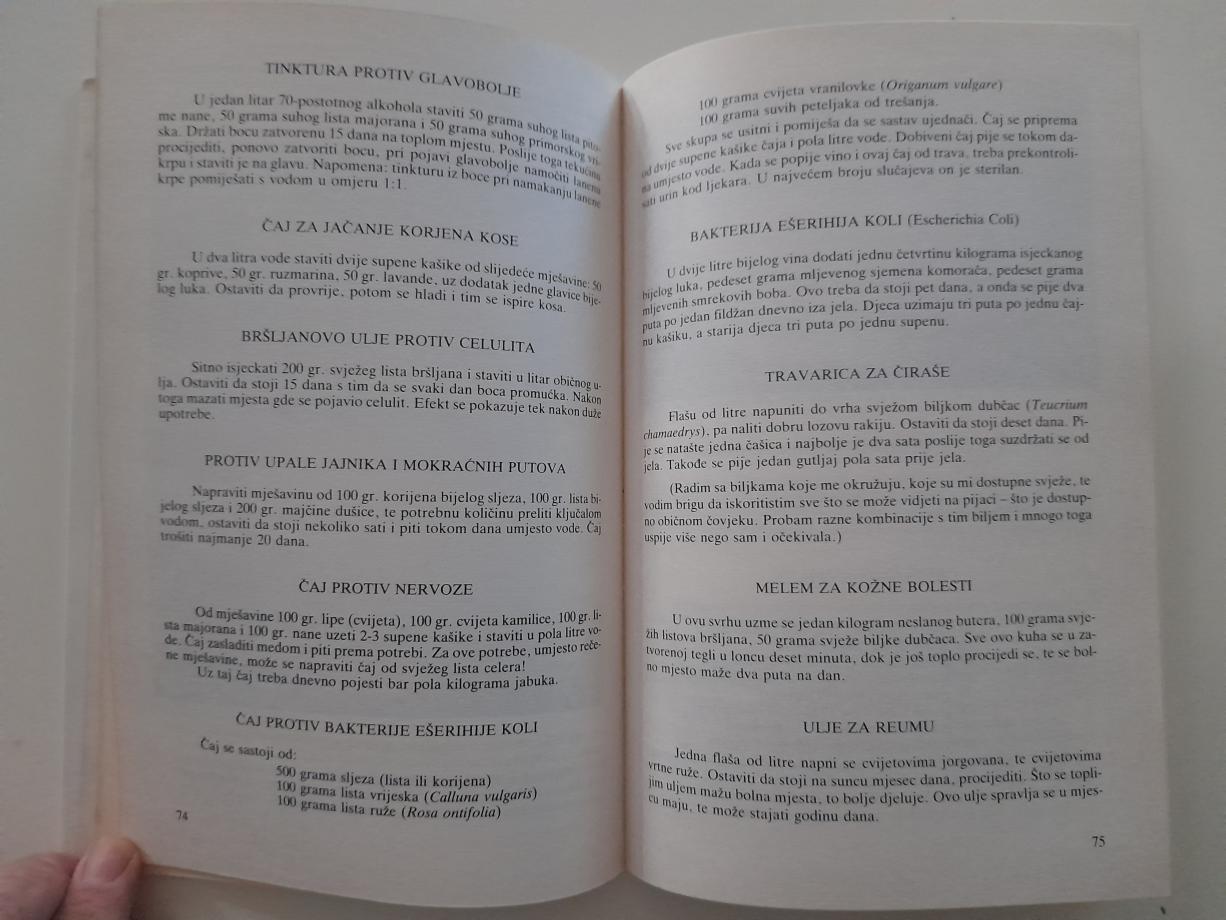 TINKTURA PROTIV GLAVOBOLJE
U jedan litar 70-postotnog alkohola staviti 50 grama suhog lista pito-
me nane, 50 grama suhog lista majorana i 50 grama suhog primorskog vri-
ska. Držati bocu zatvorenu 15 dana na toplom mjestu. Poslije toga tekućinu
procijediti, ponovo zatvoriti bocu, pri pojavi glavobolje namočiti lanenu
krpu i staviti je na glavu. Napomena: tinkturu iz boce pri namakanju lanene
krpe pomiješati s vodom u omjeru 1:1.
ČAJ ZA JAČANJE KORJENA KOSE
U dva litra vode staviti dvije supene kašike od slijedeće mješavine: 50
gr. koprive, 50 gr. ruzmarina, 50 gr. lavande, uz dodatak jedne glavice bije-
log luka. Ostaviti da provrije, potom se hladi i tim se ispire kosa.
BRŠLJANOVO ULJE PROTIV CELULITA
Sitno isjeckati 200 gr. svježeg lista bršljana i staviti u litar običnog u-
lja. Ostaviti da stoji 15 dana s tim da se svaki dan boca promućka. Nakon
toga mazati mjesta gde se pojavio celulit. Efekt se pokazuje tek nakon duže
upotrebe.
PROTIV UPALE JAJNIKA I MOKRAĆNIH PUTOVA
Napraviti mješavinu od 100 gr. korijena bijelog sljeza, 100 gr. lista bi-
jelog sljeza i 200 gr. majčine dušice, te potrebnu količinu preliti ključalom
vodom, ostaviti da stoji nekoliko sati i piti tokom dana umjesto vode. Čaj
trošiti najmanje 20 dana.
ČAJ PROTIV NERVOZE
Od mješavine 100 gr. lipe (cvijeta), 100 gr. cvijeta kamilice, 100 gr. li-
sta majorana i 100 gr. nane uzeti 2-3 supene kašike i staviti u pola litre vo-
de. Čaj zasladiti medom i piti prema potrebi. Za ove potrebe, umjesto reče-
ne mješavine, može se napraviti čaj od svježeg lista celera!
Uz taj čaj treba dnevno pojesti bar pola kilograma jabuka.
ČAJ PROTIV BAKTERIJE EŠERIHIJE KOLI
Čaj se sastoji od:
500 grama sljeza (lista ili korijena)
100 grama lista vrijeska (Calluna vulgaris)
100 grama lista ruže (Rosa ontifolia)
74
100 grama cvijeta vranilovke (Origanum vulgare)
100 grama suvih peteljaka od trešanja.
Sve skupa se usitni i pomiješa da se sastav ujednači. Čaj se priprema
od dvije supene kašike čaja i pola litre vode. Dobiveni čaj pije se tokom da-
na umjesto vode. Kada se popije vino i ovaj čaj od trava, treba prekontroli-
sati urin kod ljekara. U najvećem broju slučajeva on je sterilan.
BAKTERIJA EŠERIHIJA KOLI (Escherichia Coli)
U dvije litre bijelog vina dodati jednu četvrtinu kilograma isjeckanog
bijelog luka, pedeset grama mljevenog sjemena komorača, pedeset grama
mljevenih smrekovih boba. Ovo treba da stoji pet dana, a onda se pije dva
puta po jedan fildžan dnevno iza jela. Djeca uzimaju tri puta po jednu čaj-
nu kašiku, a starija djeca tri puta po jednu supenu.
TRAVARICA ZA ČIRAŠE
Flašu od litre napuniti do vrha svježom biljkom dubčac (Teucrium
chamaedrys), pa naliti dobru lozovu rakiju. Ostaviti da stoji deset dana. Pi-
je se natašte jedna čašica i najbolje je dva sata poslije toga suzdržati se od
jela. Takođe se pije jedan gutljaj pola sata prije jela.
(Radim sa biljkama koje me okružuju, koje su mi dostupne svježe, te
vodim brigu da iskoritistim sve što se može vidjeti na pijaci – što je dostup-
no običnom čovjeku. Probam razne kombinacije s tim biljem i mnogo toga
uspije više nego sam i očekivala.)
MELEM ZA KOŽNE BOLESTI
U ovu svrhu uzme se jedan kilogram neslanog butera, 100 grama svje-
žih listova bršljana, 50 grama svježe biljke dubčaca. Sve ovo kuha se u za-
tvorenoj tegli u loncu deset minuta, dok je još toplo procijedi se, te se bol-
no mjesto maže dva puta na dan.
ULJE ZA REUMU
Jedna flaša od litre napni se cvijetovima jorgovana, te cvijetovima
vrtne ruže. Ostaviti da stoji na suncu mjesec dana, procijediti. Što se topli-
jim uljem mažu bolna mjesta, to bolje djeluje. Ovo ulje spravlja se u mjes-
cu maju, te može stajati godinu dana.
75